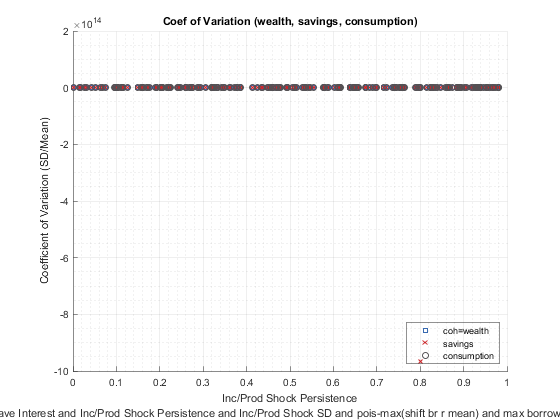 Coef of Variation (wealth, savings, consumption)
×10^14
2
0
-2
-4
-6
-8
-10
Coefficient of Variation (SD/Mean)
coh=wealth
savings
consumption
0 0.1 0.2 0.3 0.4 0.5 0.6 0.7 0.8 0.9 1
Inc/Prod Shock Persistence
ave Interest and Inc/Prod Shock Persistence and Inc/Prod Shock SD and pois-max(shift br r mean) and max borrow